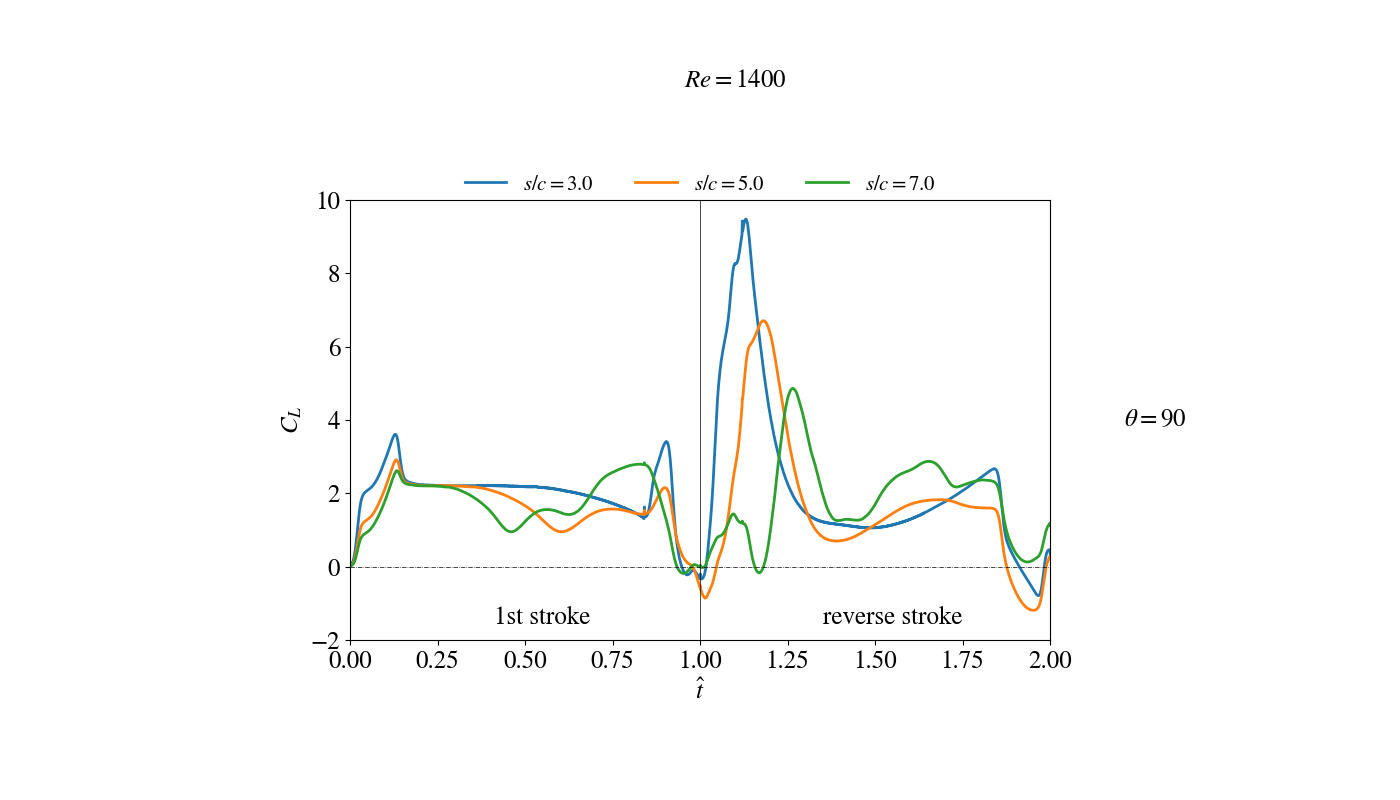 Re = 1400
s/c = 3.0 s/c = 5.0 s/c = 7.0
10
8
6
4
2
0
−2
C_L
θ = 90
1st stroke reverse stroke
0.00 0.25 0.50 0.75 1.00 1.25 1.50 1.75 2.00
t̂